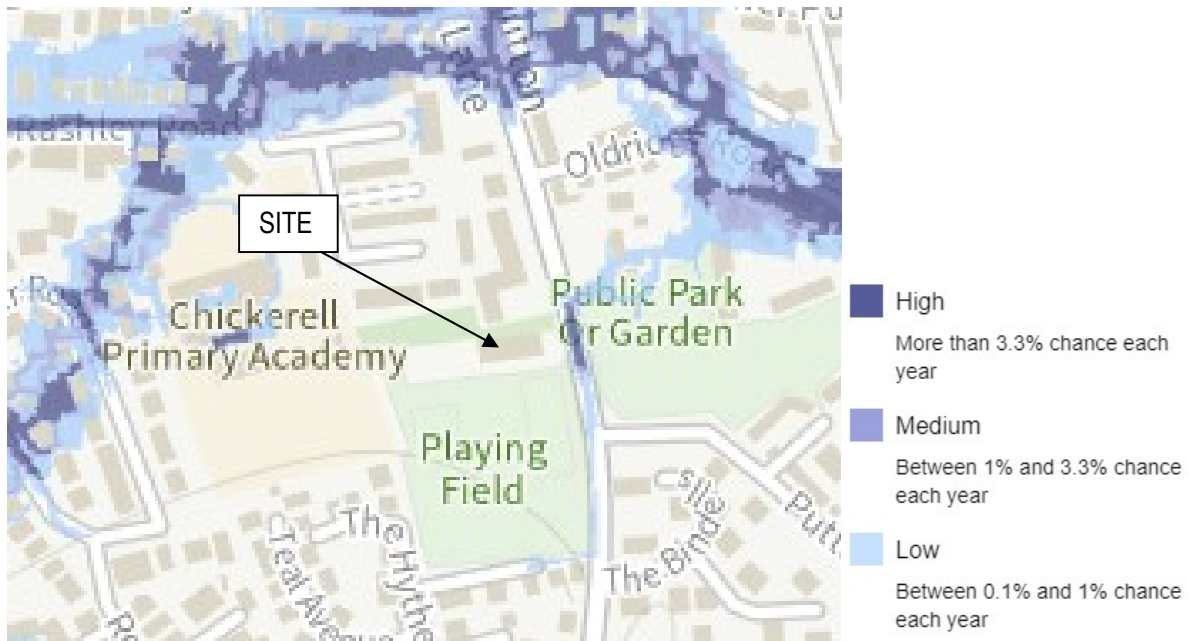 Lane
Rashley Road
SITE
Chickerell
Primary Academy
Public Park
Or Garden
Playing
Field
The Hythe
Teal Avenue
High
More than 3.3% chance each
year
Medium
Between 1% and 3.3% chance
each year
Low
Between 0.1% and 1% chance
each year